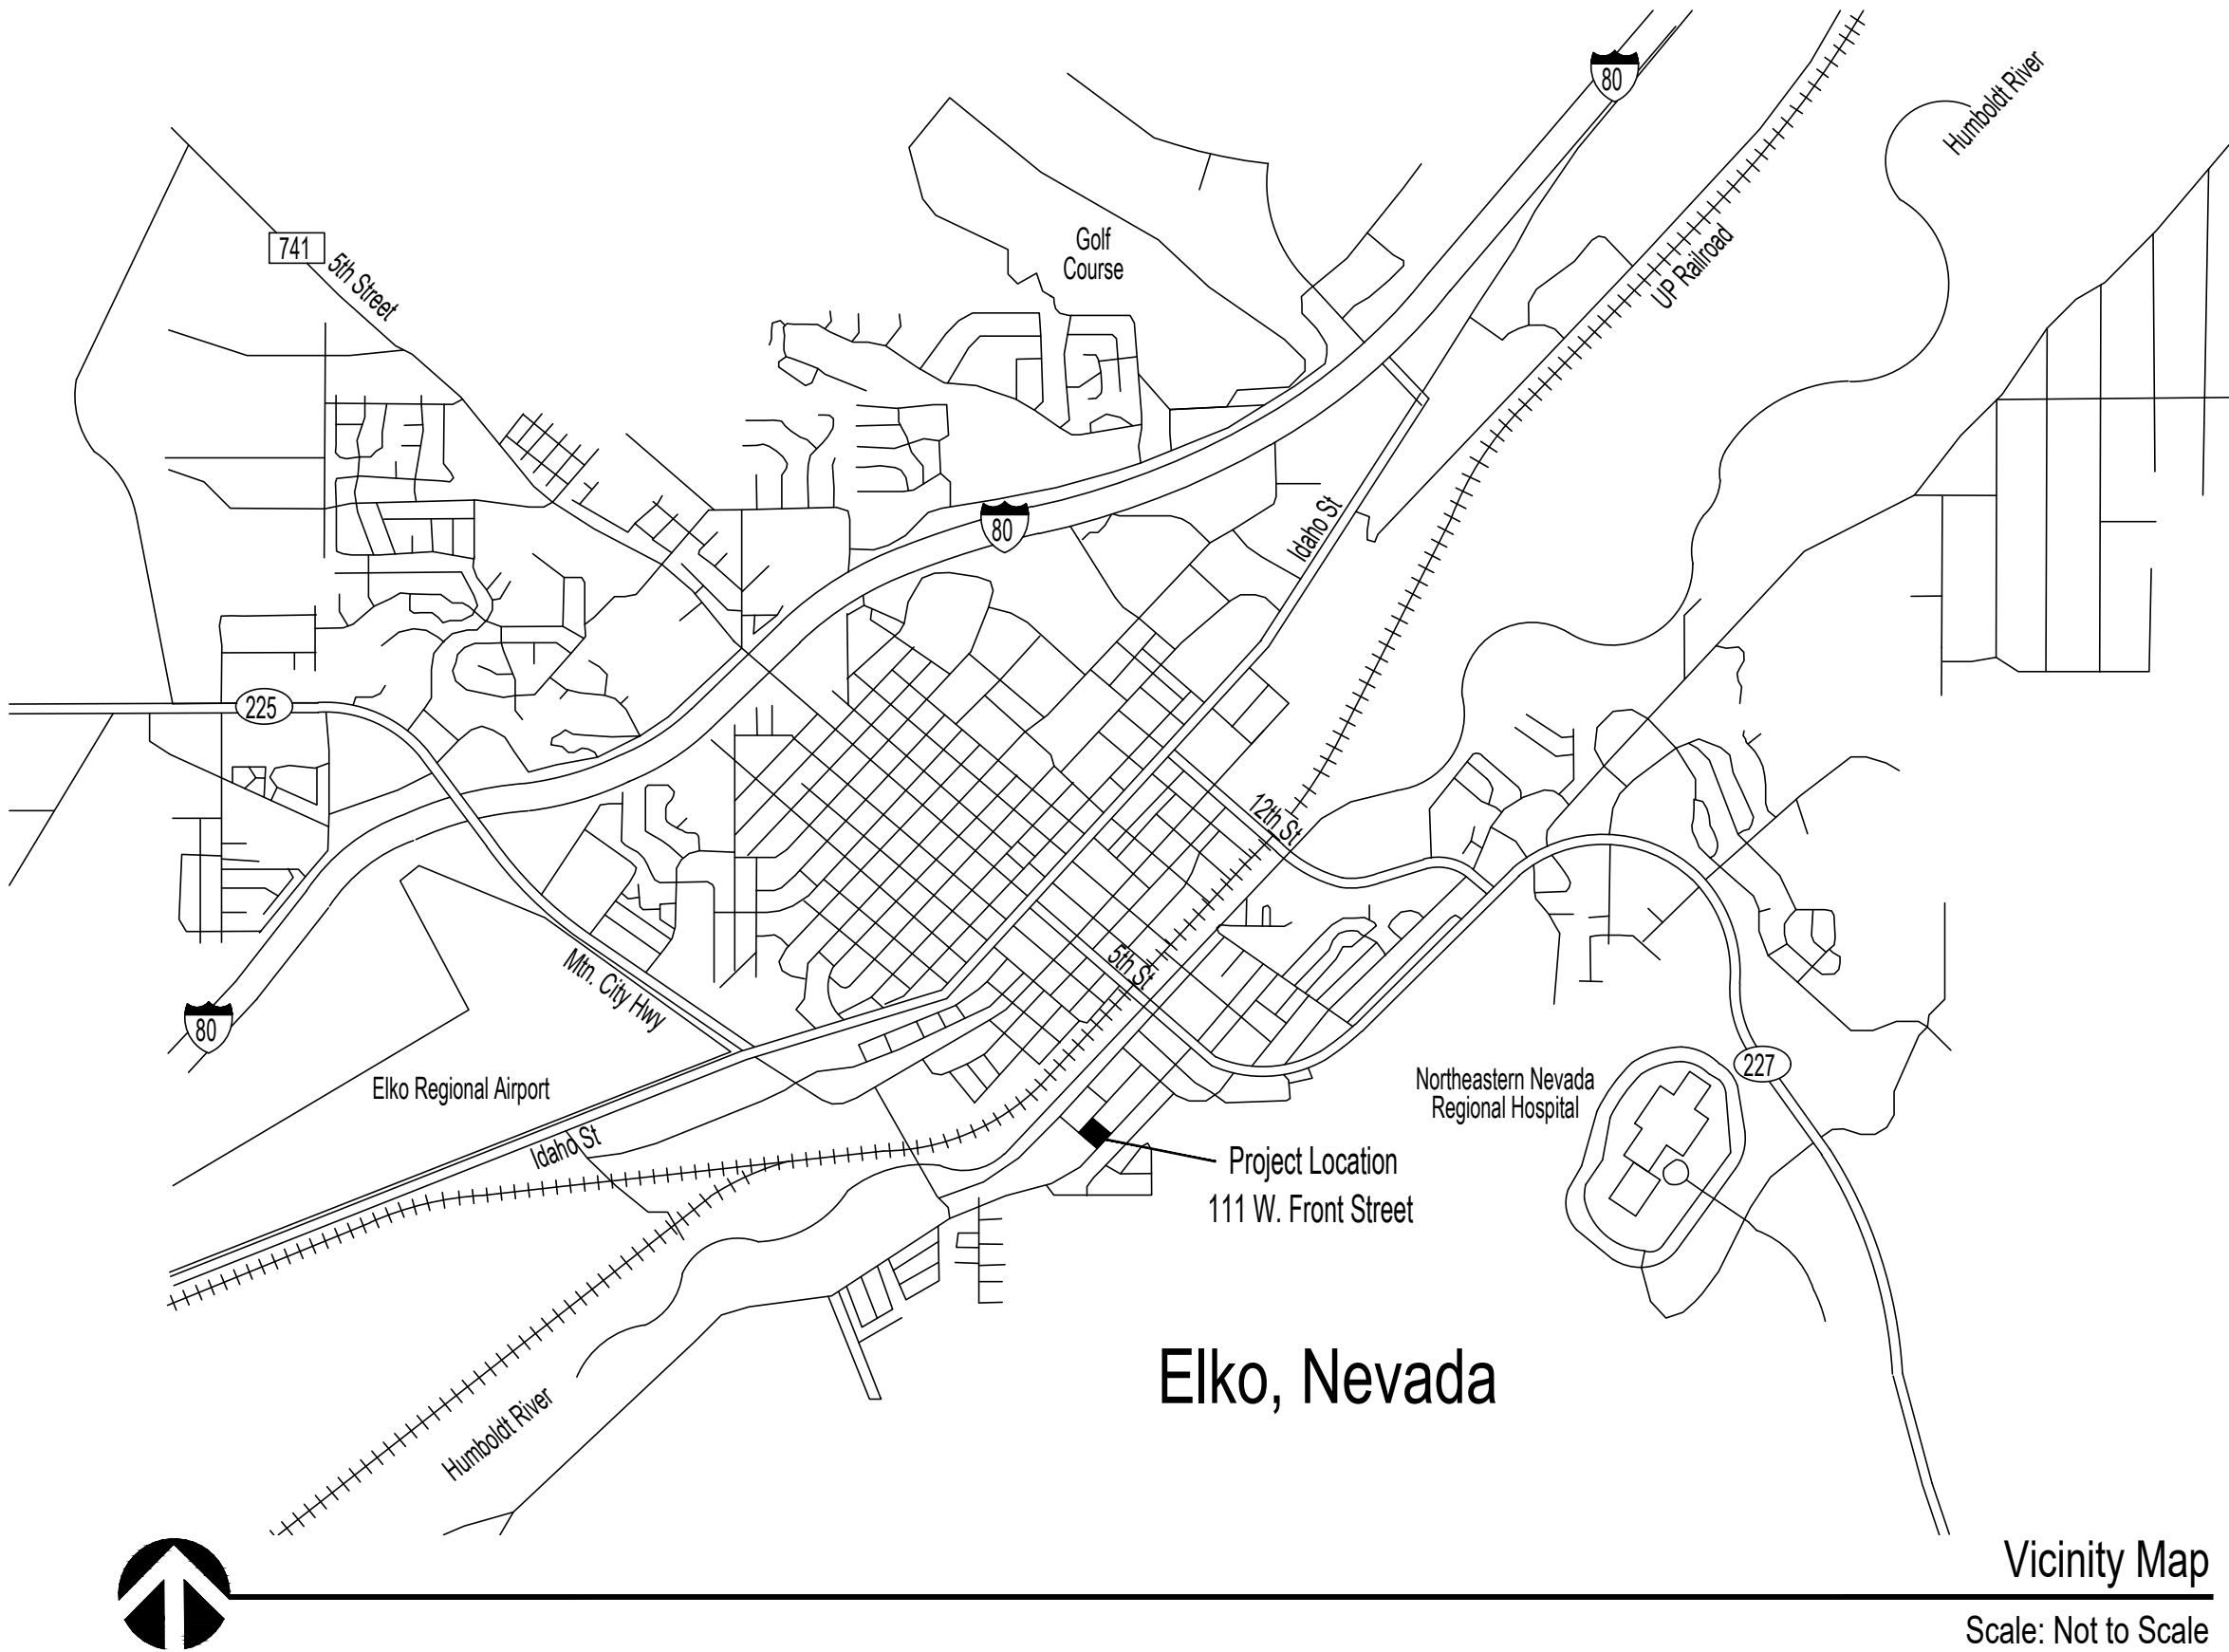 80
Humboldt River
741
5th Street
Golf
Course
UP Railroad
80
Idaho St
225
12th St
5th St
Mtn. City Hwy
80
Elko Regional Airport
Idaho St
Northeastern Nevada
Regional Hospital
227
Project Location
111 W. Front Street
Humboldt River
Elko, Nevada
Vicinity Map
Scale: Not to Scale